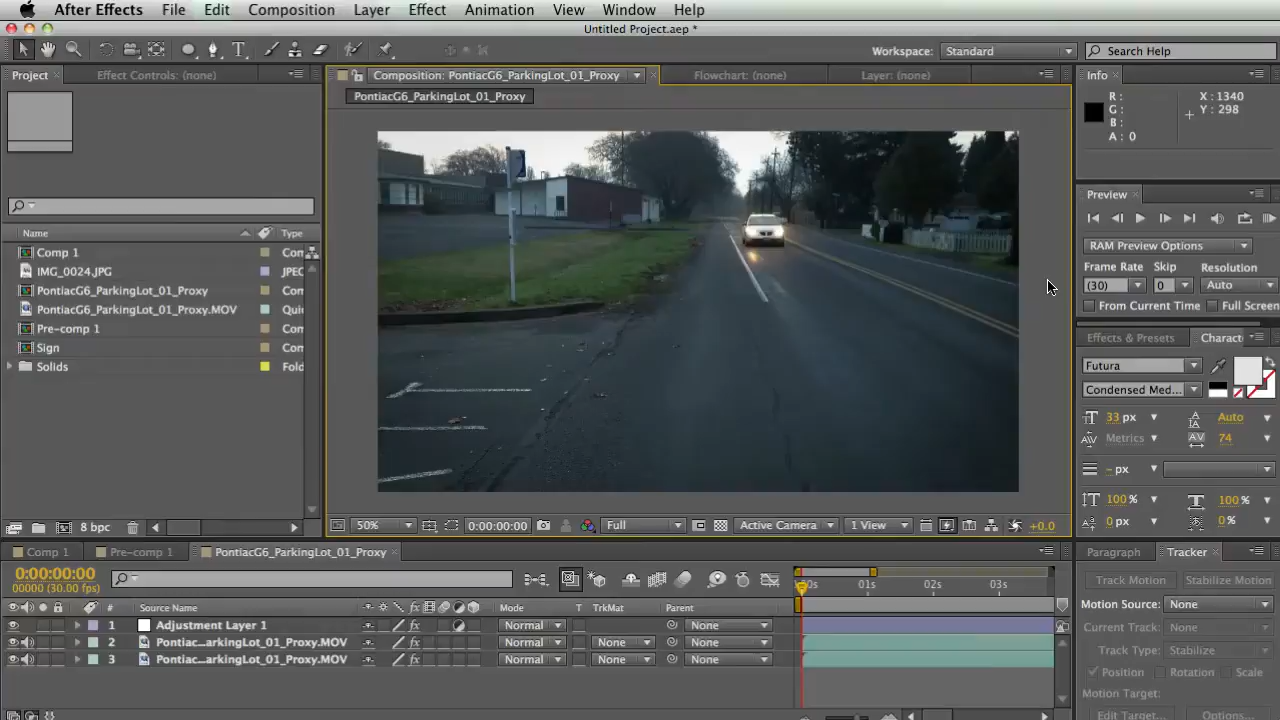 After Effects File Edit Composition Layer Effect Animation View Window Help
Untitled Project.aep *
Workspace: Standard Search Help
Project Effect Controls: (none) Composition: PontiacG6_ParkingLot_01_Proxy Flowchart: (none) Layer: (none) Info
PontiacG6_ParkingLot_01_Proxy
R : X : 1340
G : Y : 298
B :
A : 0
Preview
Name Type
RAM Preview Options
Comp 1 Con
Frame Rate Skip Resolution
IMG_0024.JPG JPEC
(30) 0 Auto
PontiacG6_ParkingLot_01_Proxy Con
From Current Time Full Screen
PontiacG6_ParkingLot_01_Proxy.MOV Quic
Pre-comp 1 Con
Effects & Presets Charact
Sign Con
Solids Fold
Futura
Condensed Med...
33 px Auto
Metrics 74
- px
100% 100%
0 px 0%
8 bpc 50% 0:00:00:00 Full Active Camera 1 View +0.0
Comp 1 Pre-comp 1 PontiacG6_ParkingLot_01_Proxy Paragraph Tracker
0:00:00:00
00000 (30.00 fps)
Track Motion Stabilize Motion
01s 02s 03s
Motion Source: None
# Source Name Mode T TrkMat Parent
1 Adjustment Layer 1 Normal None
Current Track: None
2 Pontiac...arkingLot_01_Proxy.MOV Normal None None
Track Type: Stabilize
3 Pontiac...arkingLot_01_Proxy.MOV Normal None None
Position Rotation Scale
Motion Target:
Edit Target... Options...